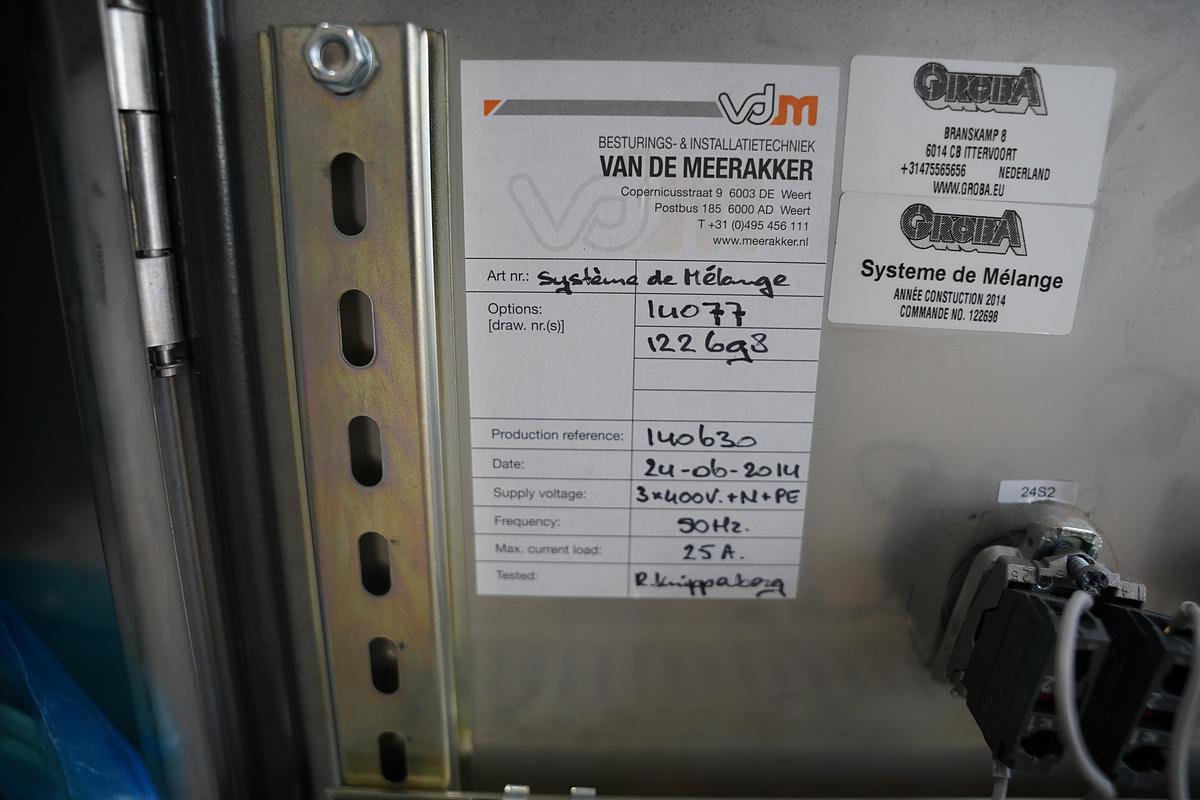 vdm
BESTURINGS- & INSTALLATIETECHNIEK
VAN DE MEERAKKER
Copernicusstraat 9 6003 DE Weert
Postbus 185 6000 AD Weert
T +31 (0)495 456 111
www.meerakker.nl
Art nr.: Système de Mélange
Options: 14077
[draw. nr.(s)] 122698
Production reference: 140630
Date: 24-06-2014
Supply voltage: 3x400V.+N+PE
Frequency: 50Hz.
Max. current load: 25A.
Tested: R.
GROBA
BRANSKAMP 8
6014 CB ITTERVOORT
+31475565656 NEDERLAND
WWW.GROBA.EU
GROBA
Systeme de Mélange
ANNÉE CONSTUCTION 2014
COMMANDE NO. 122698
24S2